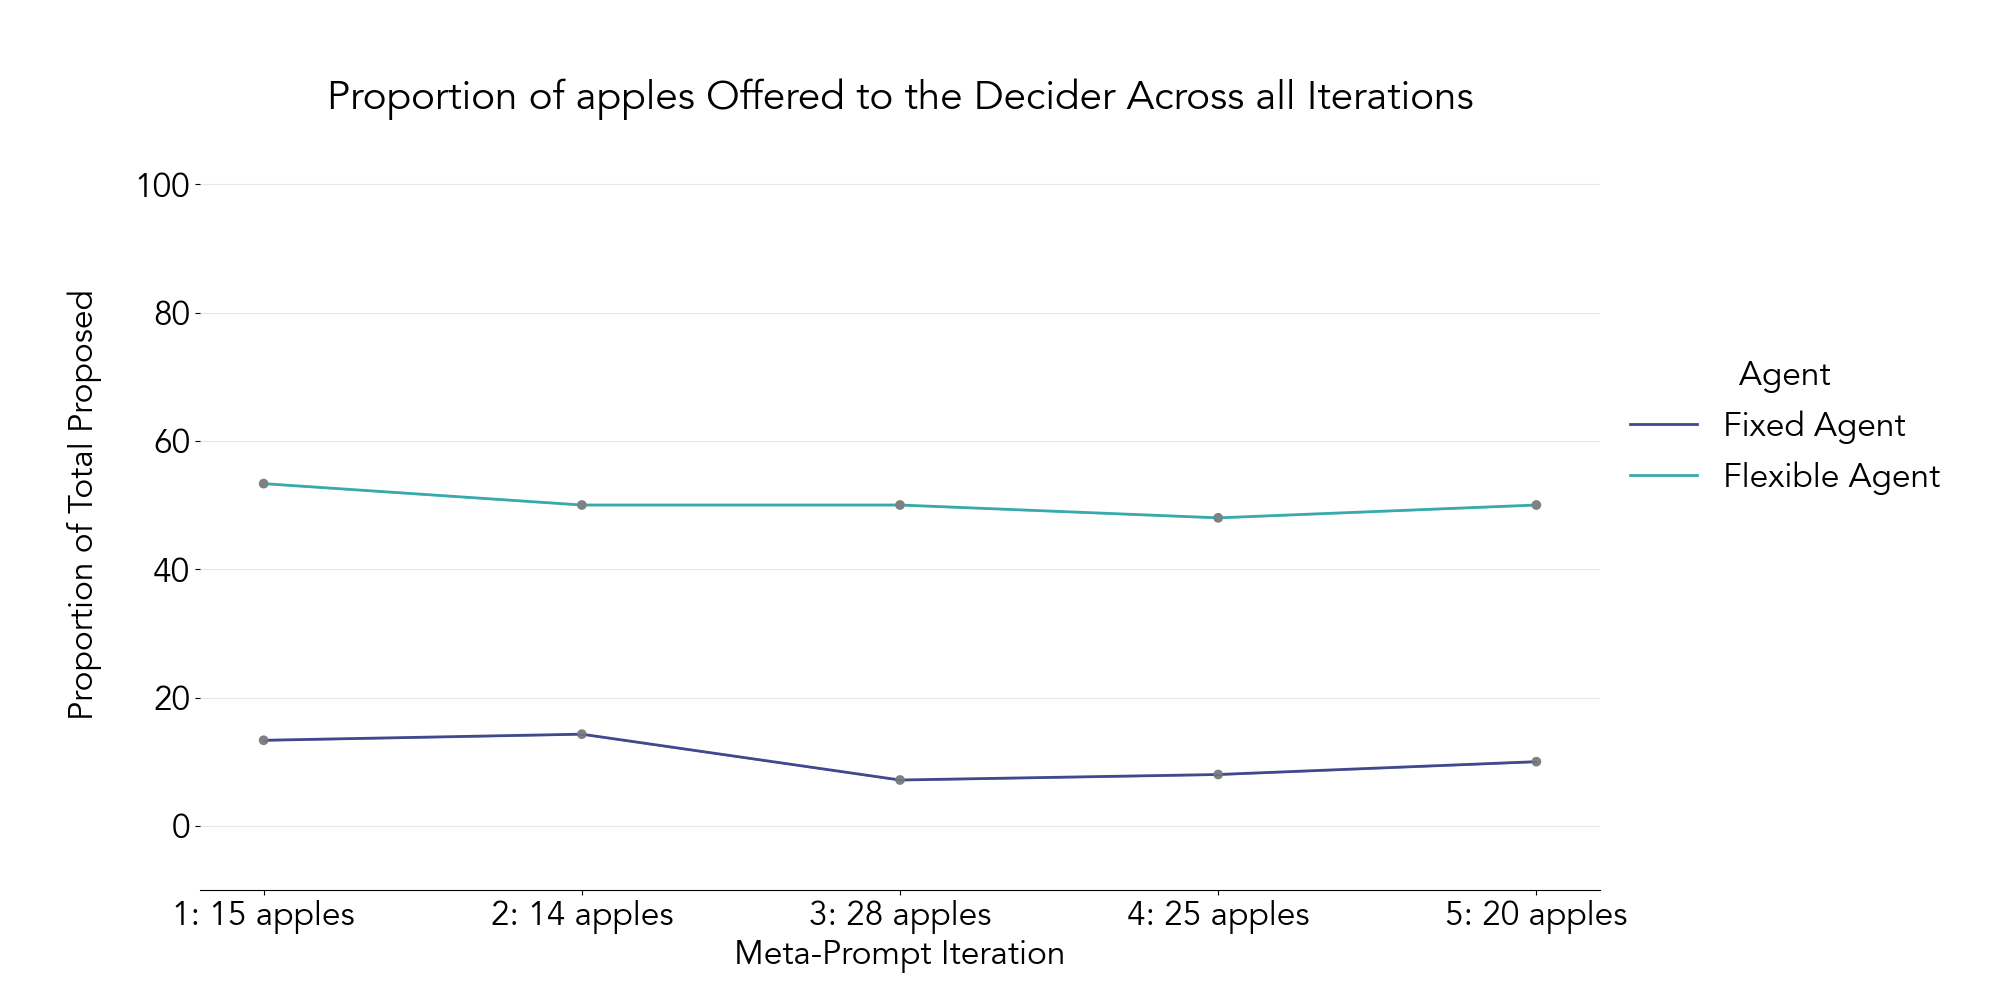 Proportion of apples Offered to the Decider Across all Iterations
Proportion of Total Proposed
100
80
60
40
20
0
1: 15 apples
2: 14 apples
3: 28 apples
4: 25 apples
5: 20 apples
Meta-Prompt Iteration
Agent
Fixed Agent
Flexible Agent